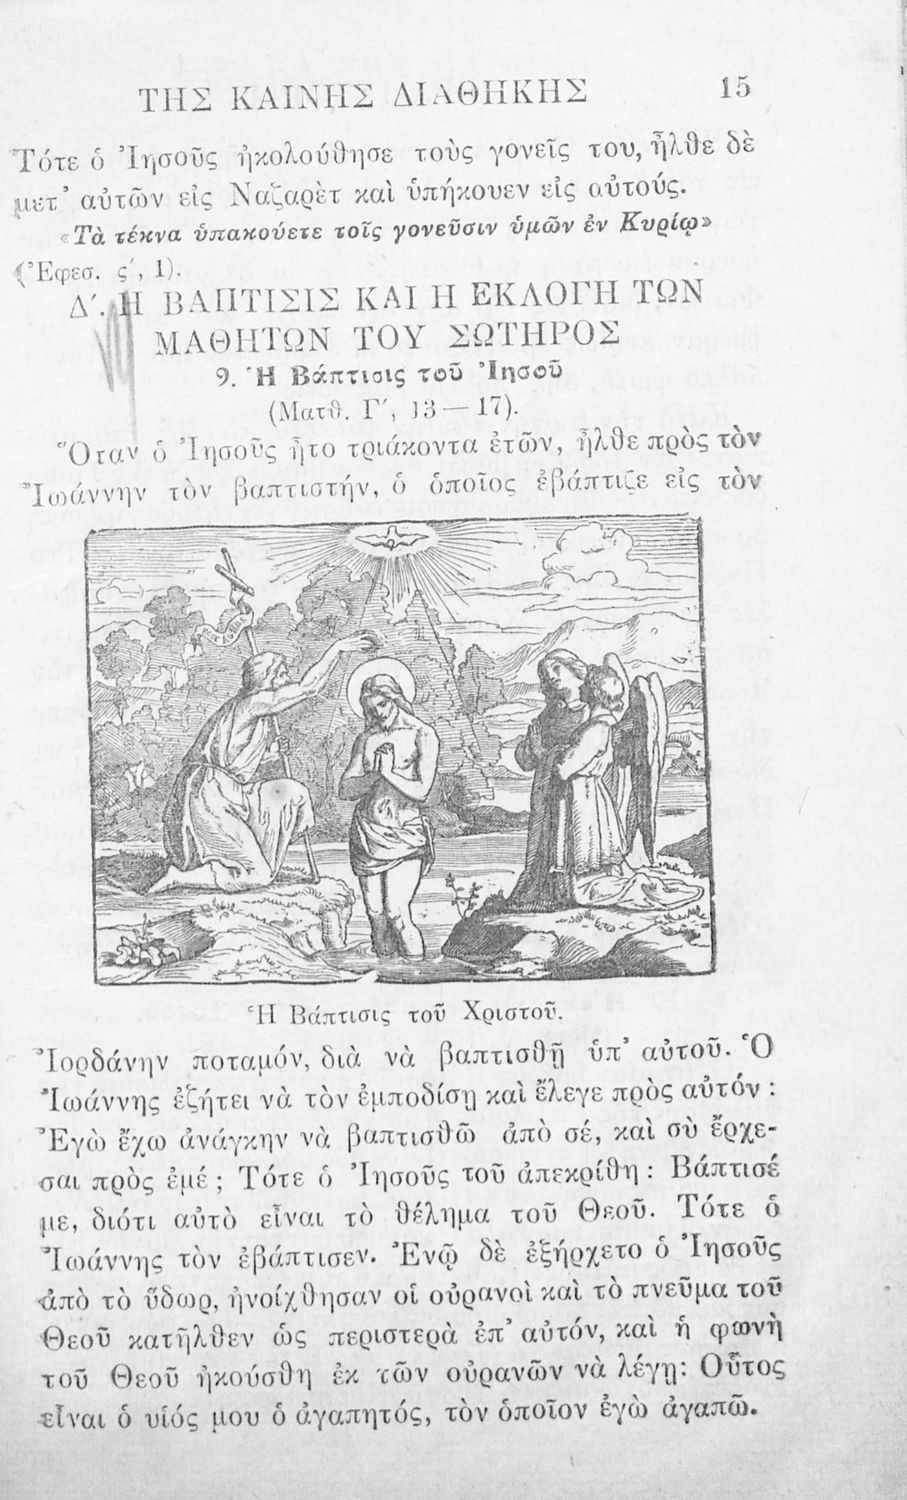 ΤΗΣ ΚΑΙΝΗΣ ΔΙΑΘΗΚΗΣ 15
Τότε ὁ Ἰησοῦς ἠκολούθησε τοὺς γονεῖς του, ἦλθε δὲ
μετ' αὐτῶν εἰς Ναζαρὲτ καὶ ὑπήκουεν εἰς αὐτούς.
«Τὰ τέκνα ὑπακούετε τοῖς γονεῦσιν ὑμῶν ἐν Κυρίῳ»
(Ἐφεσ. ς', 1).
Δ'. Η ΒΑΠΤΙΣΙΣ ΚΑΙ Η ΕΚΛΟΓΗ ΤΩΝ
ΜΑΘΗΤΩΝ ΤΟΥ ΣΩΤΗΡΟΣ
9. Ἡ Βάπτισις τοῦ Ἰησοῦ
(Ματθ. Γ', 13 — 17).
Ὅταν ὁ Ἰησοῦς ἦτο τριάκοντα ἐτῶν, ἦλθε πρὸς τὸν
Ἰωάννην τὸν βαπτιστήν, ὁ ὁποῖος ἐβάπτιζε εἰς τὸν
Ἡ Βάπτισις τοῦ Χριστοῦ.
Ἰορδάνην ποταμόν, διὰ νὰ βαπτισθῇ ὑπ' αὐτοῦ. Ὁ
Ἰωάννης ἐζήτει νὰ τὸν ἐμποδίσῃ καὶ ἔλεγε πρὸς αὐτόν :
Ἐγὼ ἔχω ἀνάγκην νὰ βαπτισθῶ ἀπὸ σέ, καὶ σὺ ἔρχε-
σαι πρὸς ἐμέ ; Τότε ὁ Ἰησοῦς τοῦ ἀπεκρίθη : Βάπτισέ
με, διότι αὐτὸ εἶναι τὸ θέλημα τοῦ Θεοῦ. Τότε ὁ
Ἰωάννης τὸν ἐβάπτισεν. Ἐνῷ δὲ ἐξήρχετο ὁ Ἰησοῦς
ἀπὸ τὸ ὕδωρ, ἠνοίχθησαν οἱ οὐρανοὶ καὶ τὸ πνεῦμα τοῦ
Θεοῦ κατῆλθεν ὡς περιστερὰ ἐπ' αὐτόν, καὶ ἡ φωνὴ
τοῦ Θεοῦ ἠκούσθη ἐκ τῶν οὐρανῶν νὰ λέγῃ: Οὗτος
εἶναι ὁ υἱός μου ὁ ἀγαπητός, τὸν ὁποῖον ἐγὼ ἀγαπῶ.